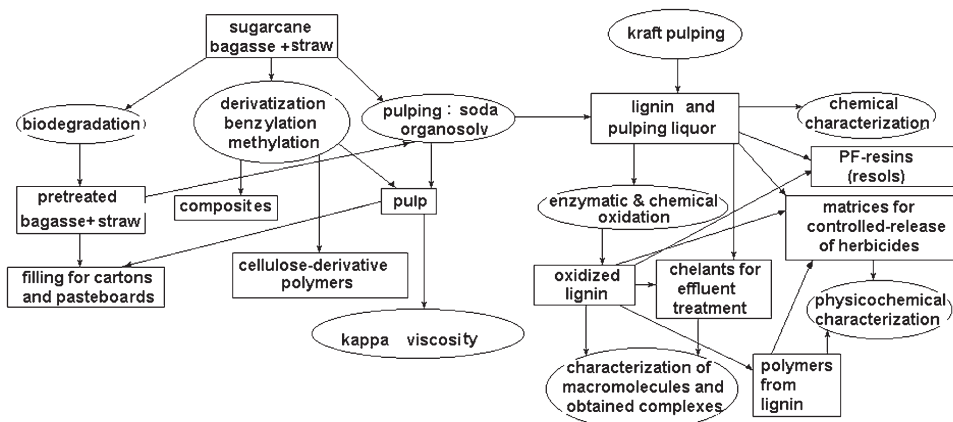 sugarcane
bagasse + straw
kraft pulping
biodegradation
derivatization
benzylation
methylation
pulping: soda
organosolv
lignin and
pulping liquor
chemical
characterization
PF-resins
(resols)
pretreated
bagasse+ straw
composites
pulp
enzymatic & chemical
oxidation
matrices for
controlled-release
of herbicides
filling for cartons
and pasteboards
cellulose-derivative
polymers
oxidized
lignin
chelants for
effluent
treatment
physicochemical
characterization
kappa viscosity
characterization of
macromolecules and
obtained complexes
polymers
from
lignin